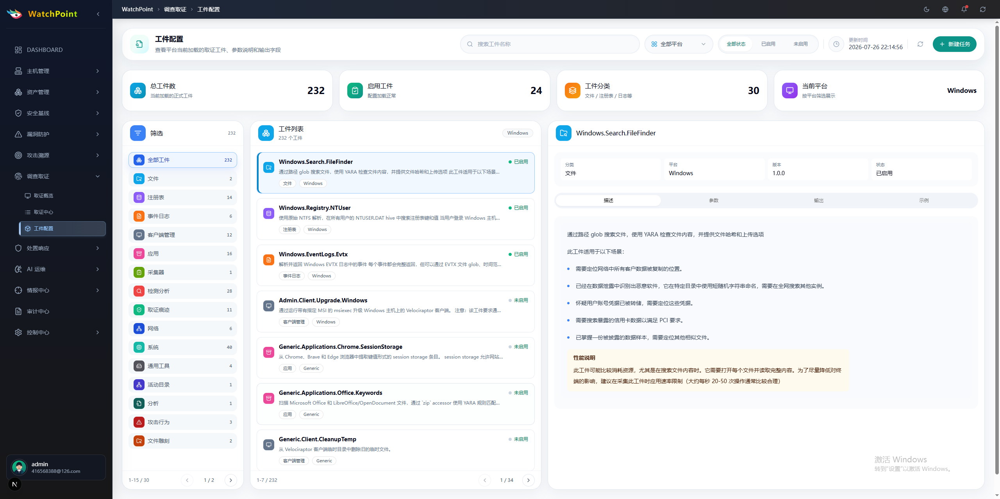 WatchPoint
DASHBOARD
主机管理
资产管理
安全基线
漏洞防护
攻击溯源
调查取证
取证概览
取证中心
工件配置
处置响应
AI 运维
情报中心
审计中心
控制中心
admin
416568388@126.com
N
WatchPoint > 调查取证 > 工件配置
工件配置
查看平台当前加载的取证工件、参数说明和输出字段
搜索工件名称
全部平台
全部状态 已启用 未启用
更新时间
2026-07-26 22:14:56
新建任务
总工件数
当前加载的正式工件
232
启用工件
配置加载正常
24
工件分类
文件 / 注册表 / 日志等
30
当前平台
按平台筛选展示
Windows
筛选 232
全部工件 232
文件 2
注册表 14
事件日志 6
客户端管理 12
应用 16
采集器 1
检测分析 28
取证痕迹 11
网络 6
系统 40
通用工具 4
活动目录 1
分析 1
攻击行为 3
文件雕刻 2
1-15 / 30 1 / 2
工件列表
232 个工件
Windows
Windows.Search.FileFinder 已启用
通过路径 glob 搜索文件，使用 YARA 检查文件内容，并提供文件哈希和上传选项 此工件适用于以下场景...
文件 Windows
Windows.Registry.NTUser 已启用
使用原始 NTFS 解析，在所有用户的 NTUSER.DAT hive 中搜索注册表键和值 当用户登录 Windows 主机...
注册表 Windows
Windows.EventLogs.Evtx 已启用
解析并返回 Windows EVTX 日志中的事件 每个事件都会完整返回，但可以通过 EVTX 文件 glob、时间范...
事件日志 Windows
Admin.Client.Upgrade.Windows 未启用
通过运行带有指定 MSI 的 msiexec 升级 Windows 主机上的 Velociraptor 客户端。 注意：该工件要求通...
客户端管理 Windows
Generic.Applications.Chrome.SessionStorage 未启用
从 Chrome、Brave 和 Edge 浏览器中提取键值形式的 session storage 条目。 session storage 允许网站...
应用 Generic
Generic.Applications.Office.Keywords 未启用
扫描 Microsoft Office 和 LibreOffice/OpenDocument 文件，通过 `zip` accessor 使用 YARA 规则匹配...
应用 Generic
Generic.Client.CleanupTemp 未启用
从 Velociraptor 客户端临时目录中删除旧的临时文件。
客户端管理 Generic
1-7 / 232 1 / 34
Windows.Search.FileFinder
分类
文件
平台
Windows
版本
1.0.0
状态
已启用
描述 参数 输出 示例
通过路径 glob 搜索文件，使用 YARA 检查文件内容，并提供文件哈希和上传选项
此工件适用于以下场景：
需要定位网络中所有客户数据被复制的位置。
已经在数据泄露中识别出恶意软件，它在特定目录中使用短随机字符串命名，需要在全网搜索其他实例。
怀疑用户账号凭据已被转储，需要定位这些凭据。
需要搜索暴露的信用卡数据以满足 PCI 要求。
已掌握一份被披露的数据样本，需要定位其他相似文件。
性能说明
此工件可能比较消耗资源，尤其是在搜索文件内容时。它需要打开每个文件并读取完整内容。为了尽量降低对终
端的影响，建议在采集此工件时应用速率限制（大约每秒 20-50 次操作通常比较合理）
激活 Windows
转到"设置"以激活 Windows。